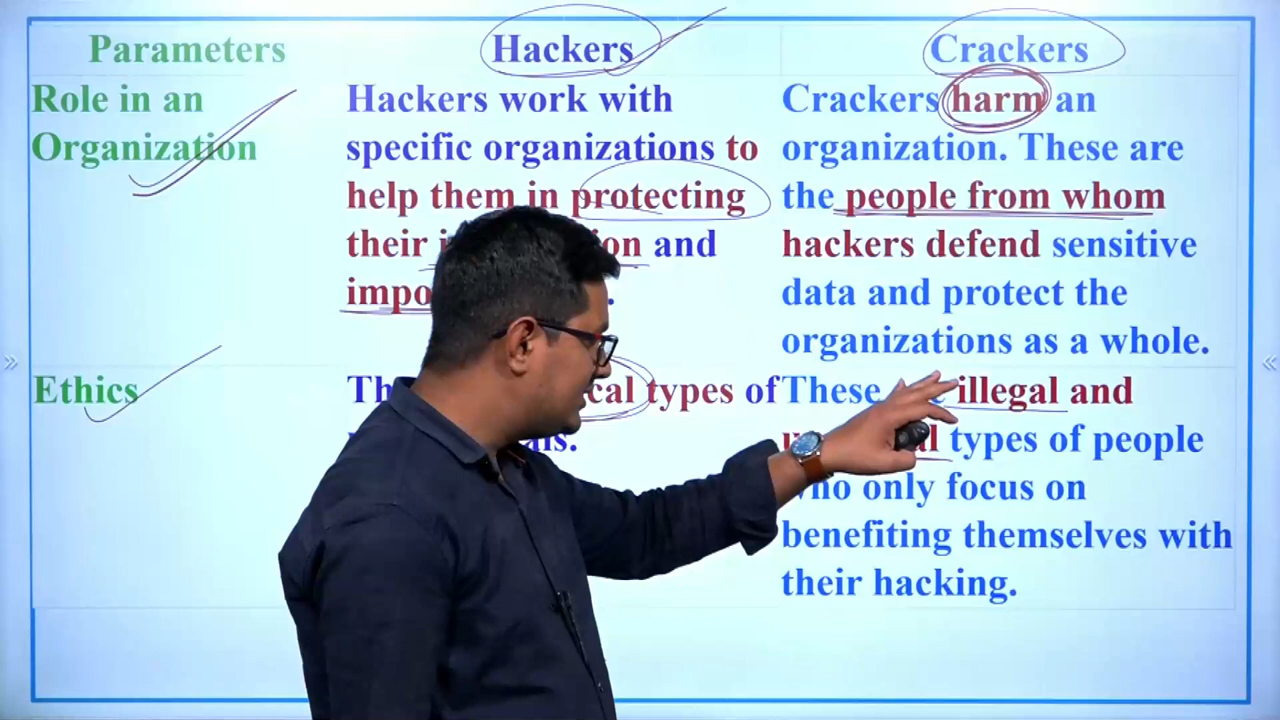 Parameters Hackers Crackers
Role in an
Organization
Hackers work with
specific organizations to
help them in protecting
their and
Crackers harm an
organization. These are
the people from whom
hackers defend sensitive
data and protect the
organizations as a whole.
Ethics
types of
These illegal and
types of people
who only focus on
benefiting themselves with
their hacking.